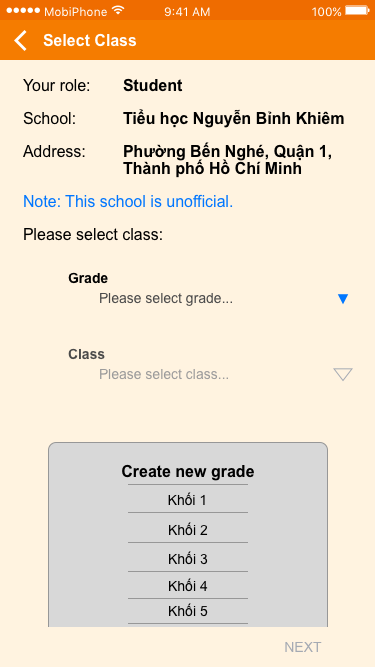 MobiPhone 9:41 AM 100%
Select Class
Your role: Student
School: Tiểu học Nguyễn Bỉnh Khiêm
Address: Phường Bến Nghé, Quận 1,
Thành phố Hồ Chí Minh
Note: This school is unofficial.
Please select class:
Grade
Please select grade...
Class
Please select class...
Create new grade
Khối 1
Khối 2
Khối 3
Khối 4
Khối 5
NEXT